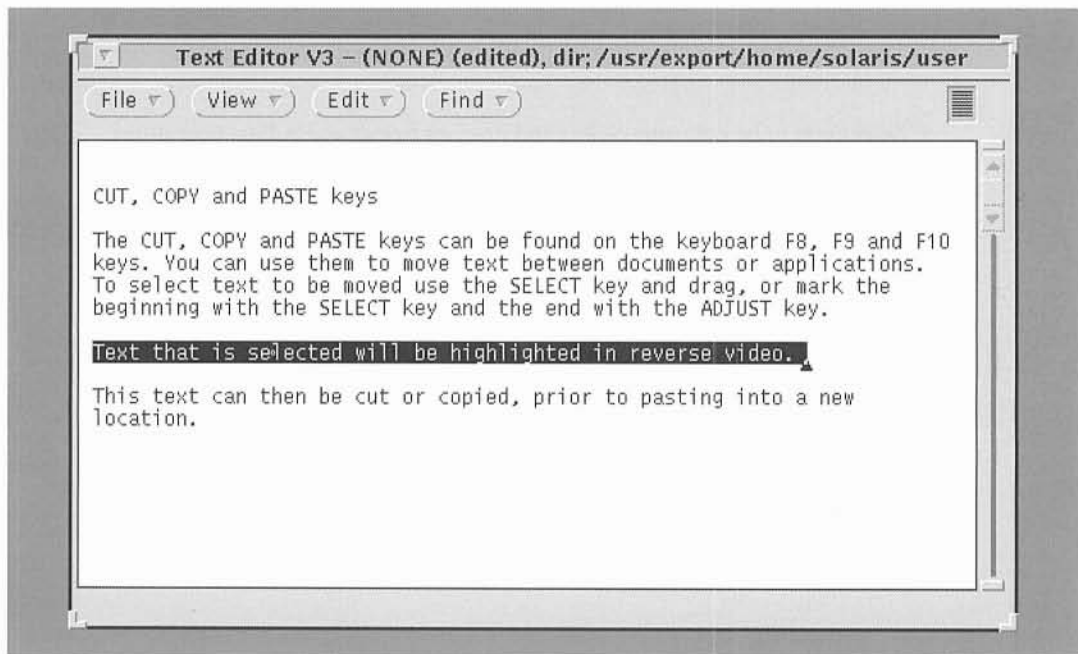 Text Editor V3 – (NONE) (edited), dir; /usr/export/home/solaris/user
File View Edit Find
CUT, COPY and PASTE keys
The CUT, COPY and PASTE keys can be found on the keyboard F8, F9 and F10
keys. You can use them to move text between documents or applications.
To select text to be moved use the SELECT key and drag, or mark the
beginning with the SELECT key and the end with the ADJUST key.
Text that is selected will be highlighted in reverse video.
This text can then be cut or copied, prior to pasting into a new
location.